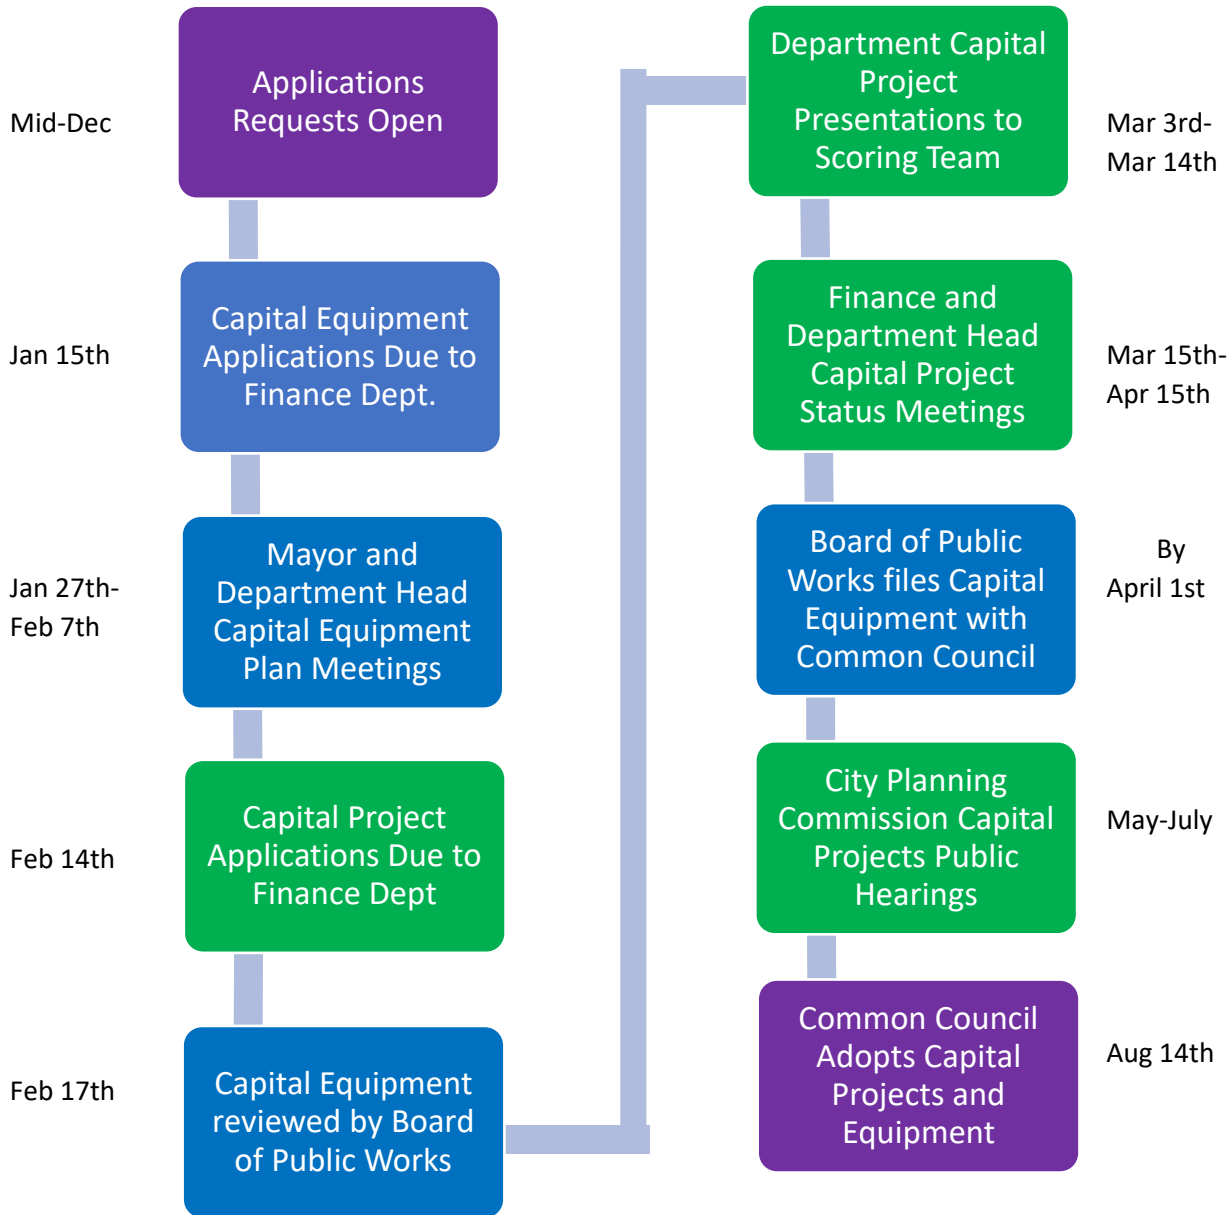 Mid-Dec
Applications
Requests Open
Jan 15th
Capital Equipment
Applications Due to
Finance Dept.
Jan 27th-
Feb 7th
Mayor and
Department Head
Capital Equipment
Plan Meetings
Feb 14th
Capital Project
Applications Due to
Finance Dept
Feb 17th
Capital Equipment
reviewed by Board
of Public Works
Department Capital
Project
Presentations to
Scoring Team
Mar 3rd-
Mar 14th
Finance and
Department Head
Capital Project
Status Meetings
Mar 15th-
Apr 15th
Board of Public
Works files Capital
Equipment with
Common Council
By
April 1st
City Planning
Commission Capital
Projects Public
Hearings
May-July
Common Council
Adopts Capital
Projects and
Equipment
Aug 14th